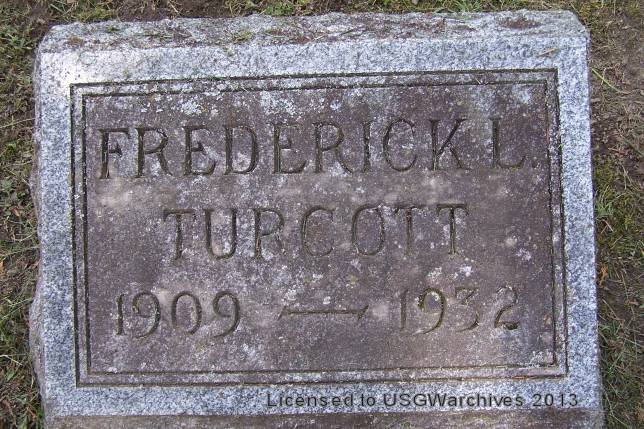 FREDERICK L.
TURCOTT
1909 — 1932
Licensed to USGWarchives 2013